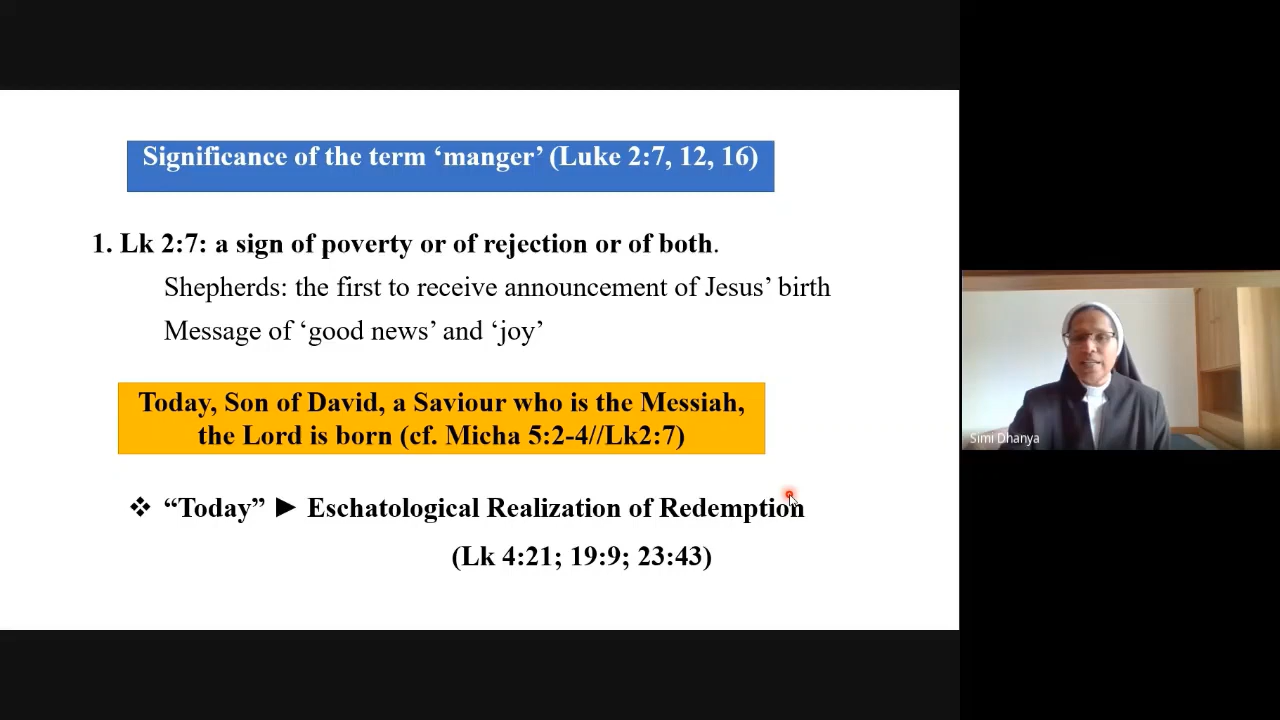 Significance of the term ‘manger’ (Luke 2:7, 12, 16)
1. Lk 2:7: a sign of poverty or of rejection or of both.
Shepherds: the first to receive announcement of Jesus’ birth
Message of ‘good news’ and ‘joy’
Today, Son of David, a Saviour who is the Messiah,
the Lord is born (cf. Micha 5:2-4//Lk2:7)
❖ “Today” ► Eschatological Realization of Redemption
(Lk 4:21; 19:9; 23:43)
Simi Dhanya